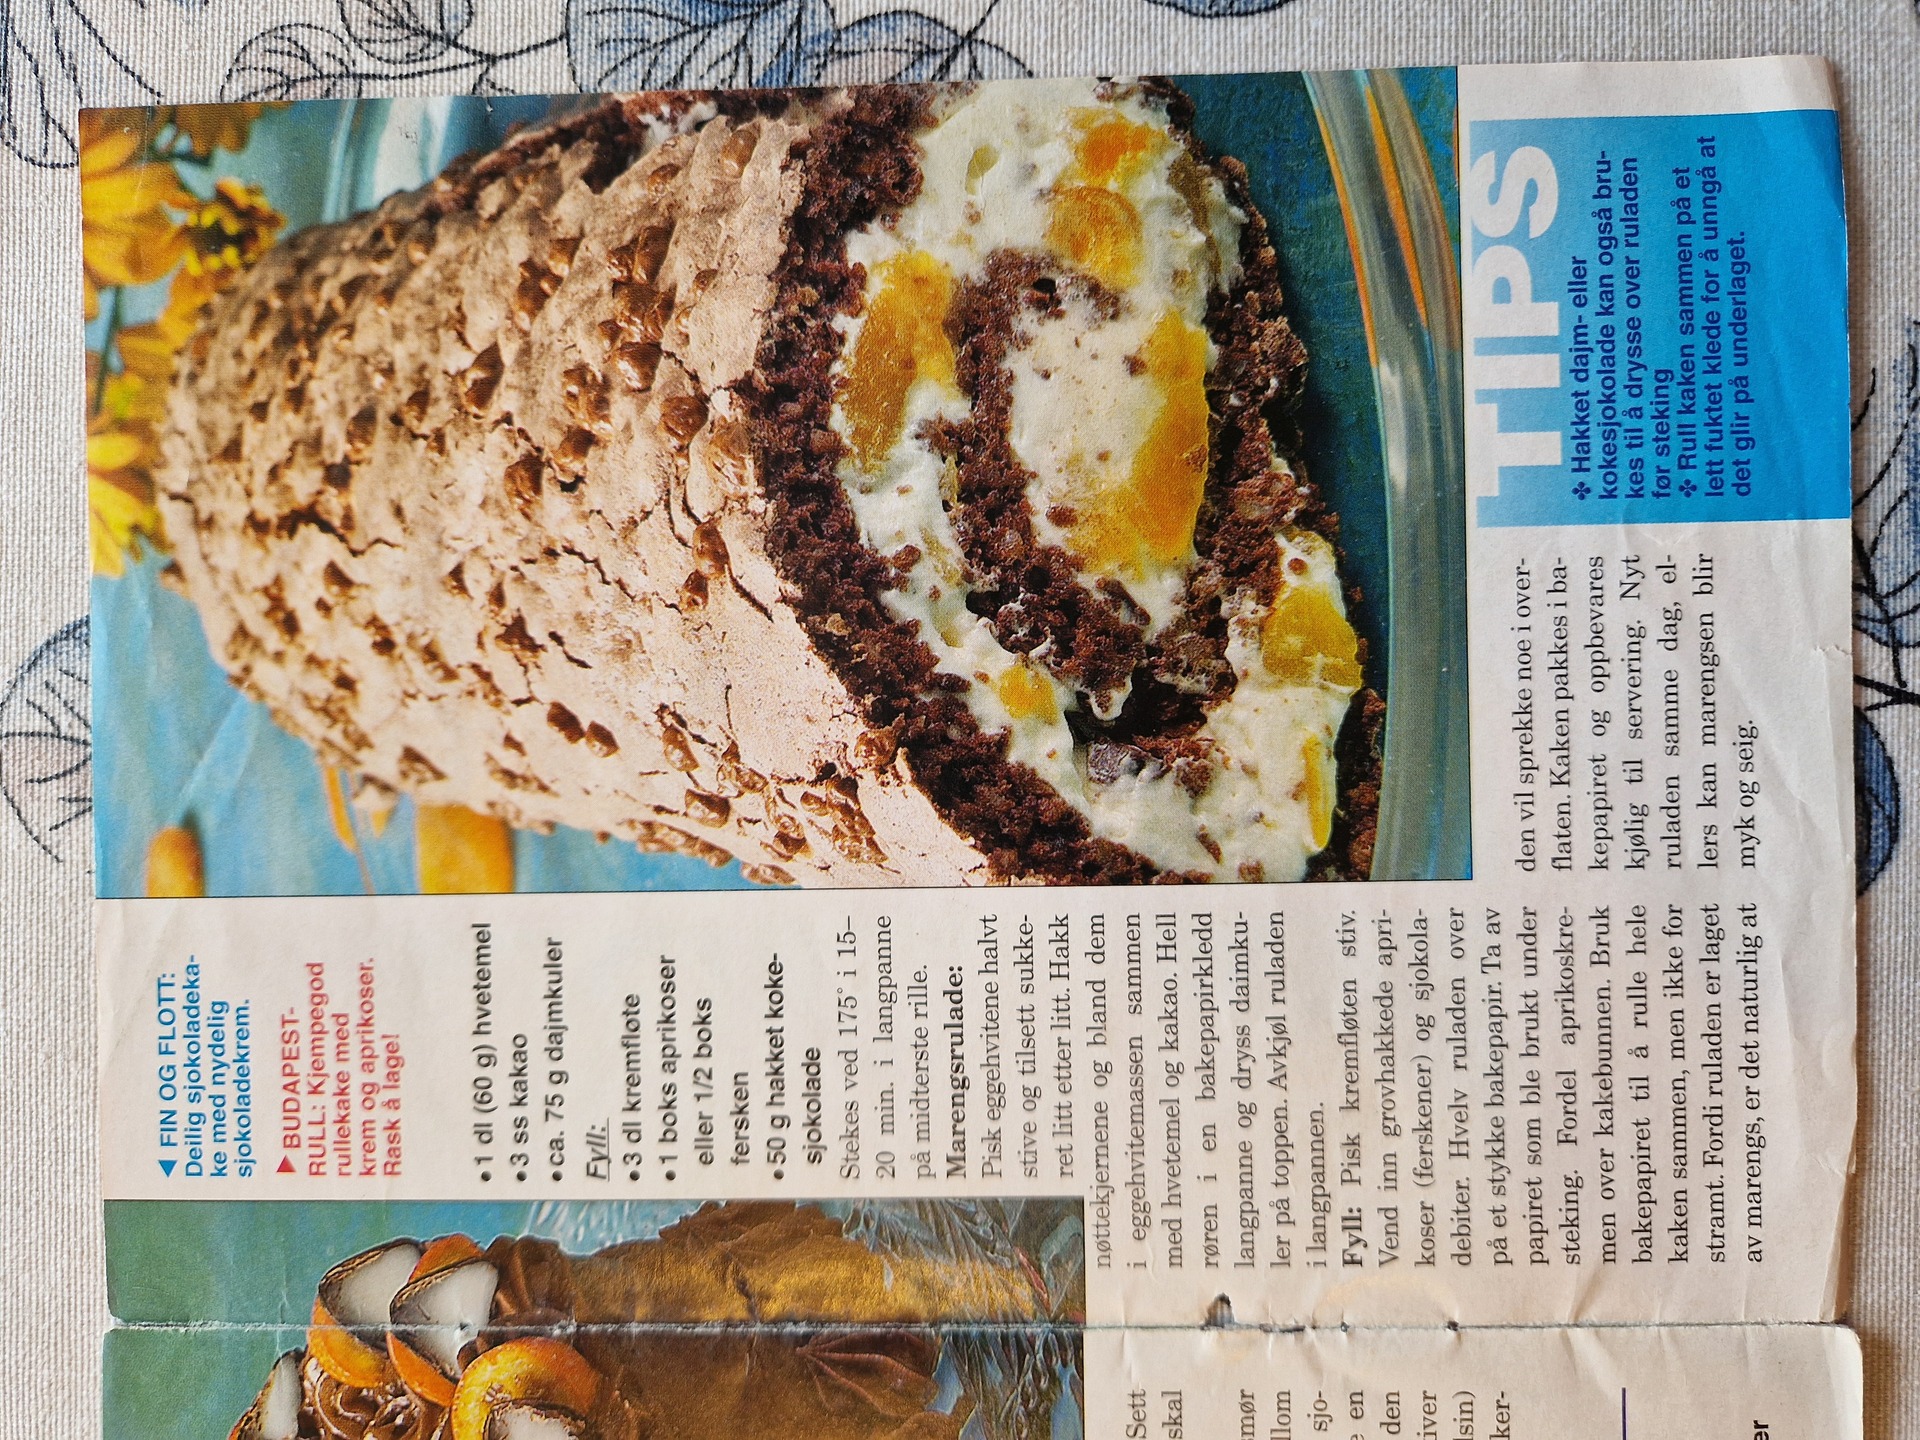 ◀ FIN OG FLOTT:
Deilig sjokoladeka-
ke med nydelig
sjokoladekrem.
▶ BUDAPEST-
RULL: Kjempegod
rullekake med
krem og aprikoser.
Rask å lage!
• 1 dl (60 g) hvetemel
• 3 ss kakao
• ca. 75 g dajmkuler
Fyll:
• 3 dl kremfløte
• 1 boks aprikoser
eller 1/2 boks
fersken
• 50 g hakket koke-
sjokolade
Stekes ved 175° i 15–
20 min. i langpanne
på midterste rille.
Marengsrulade:
Pisk eggehvitene halvt
stive og tilsett sukke-
ret litt etter litt. Hakk
nøttekjernene og bland dem
i eggehvitemassen sammen
med hvetemel og kakao. Hell
røren i en bakepapirkledd
langpanne og dryss daimku-
ler på toppen. Avkjøl ruladen
i langpannen.
Fyll: Pisk kremfløten stiv.
Vend inn grovhakkede apri-
koser (ferskener) og sjokola-
debiter. Hvelv ruladen over
på et stykke bakepapir. Ta av
papiret som ble brukt under
steking. Fordel aprikoskre-
men over kakebunnen. Bruk
bakepapiret til å rulle hele
kaken sammen, men ikke for
stramt. Fordi ruladen er laget
av marengs, er det naturlig at
den vil sprekke noe i over-
flaten. Kaken pakkes i ba-
kepapiret og oppbevares
kjølig til servering. Nyt
ruladen samme dag, el-
lers kan marengsen blir
myk og seig.
TIPS
✤ Hakket dajm- eller
kokesjokolade kan også bru-
kes til å drysse over ruladen
før steking
✤ Rull kaken sammen på et
lett fuktet klede for å unngå at
det glir på underlaget.
Sett
skal
smør
llom
sjo-
e en
den
iver
lsin)
ker-
er